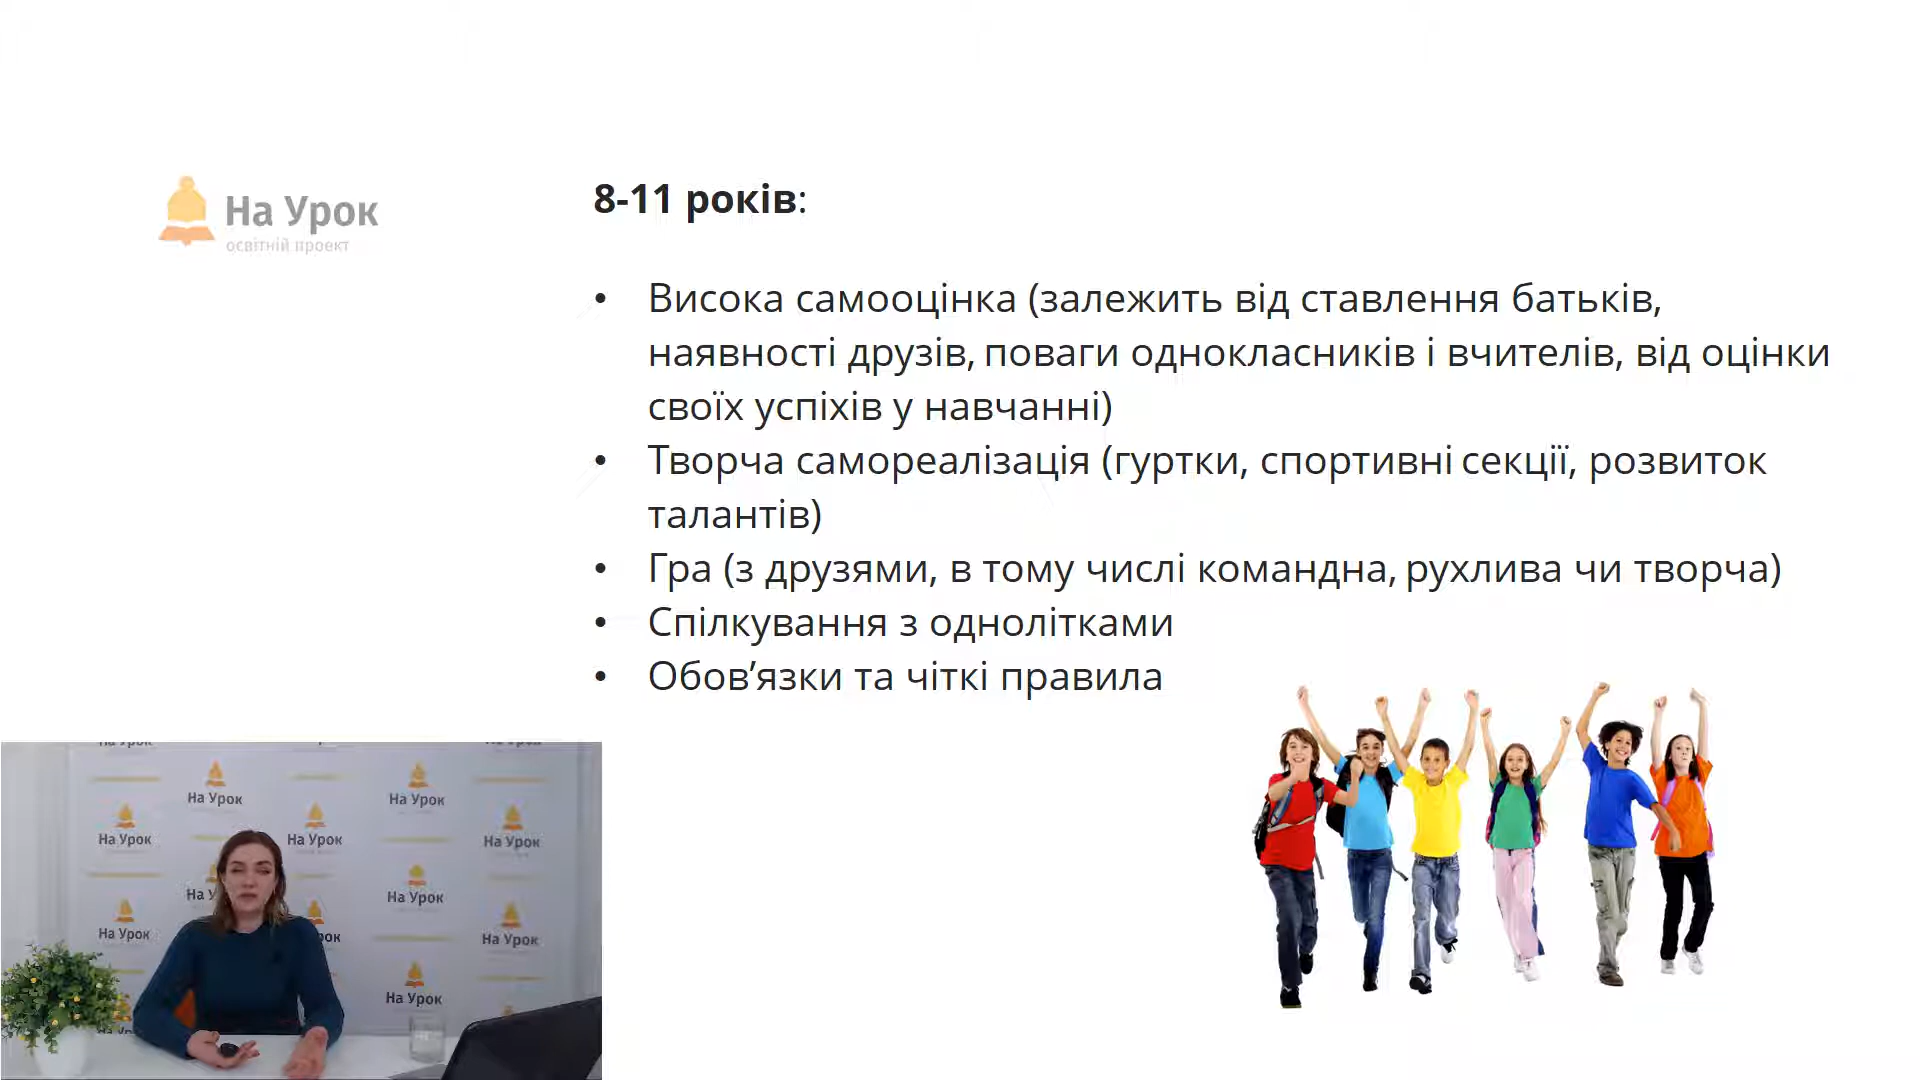 На Урок
освітній проект
8-11 років:
• Висока самооцінка (залежить від ставлення батьків,
наявності друзів, поваги однокласників і вчителів, від оцінки
своїх успіхів у навчанні)
• Творча самореалізація (гуртки, спортивні секції, розвиток
талантів)
• Гра (з друзями, в тому числі командна, рухлива чи творча)
• Спілкування з однолітками
• Обов’язки та чіткі правила
На Урок
На Урок
На Урок
На Урок
На Урок
На Урок
На Урок
На Урок
На Урок